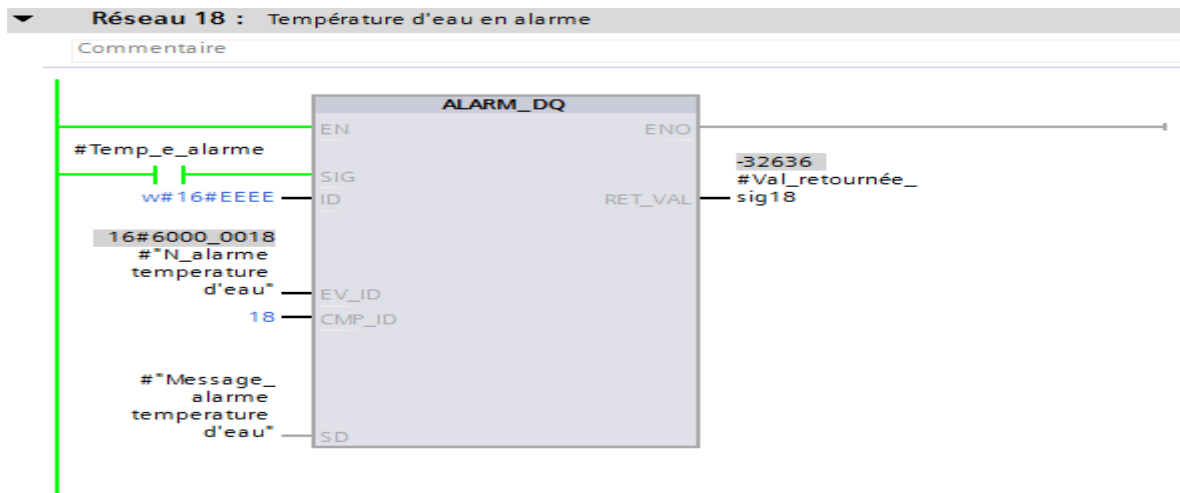 Réseau 18 : Température d'eau en alarme
Commentaire
ALARM_DQ
EN
ENO
#Temp_e_alarme
SIG
-32636
#Val_retournée_
sig18
w#16#EEEE
ID
RET_VAL
16#6000_0018
#"N_alarme
temperature
d'eau"
EV_ID
18
CMP_ID
#"Message_
alarme
temperature
d'eau"
SD